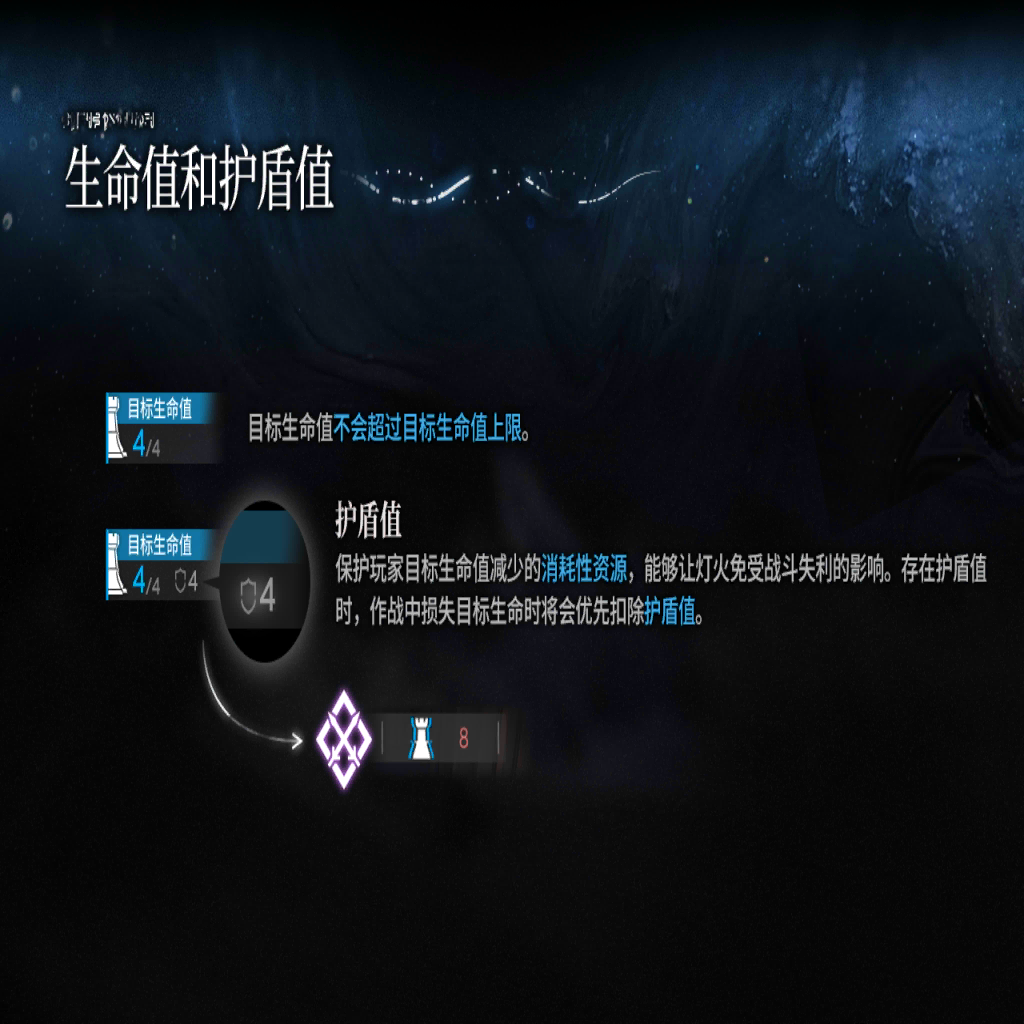 生命值和护盾值
目标生命值
4/4
目标生命值不会超过目标生命值上限。
护盾值
目标生命值
4/4 4
4
保护玩家目标生命值减少的消耗性资源，能够让灯火免受战斗失利的影响。存在护盾值
时，作战中损失目标生命时将会优先扣除护盾值。
8